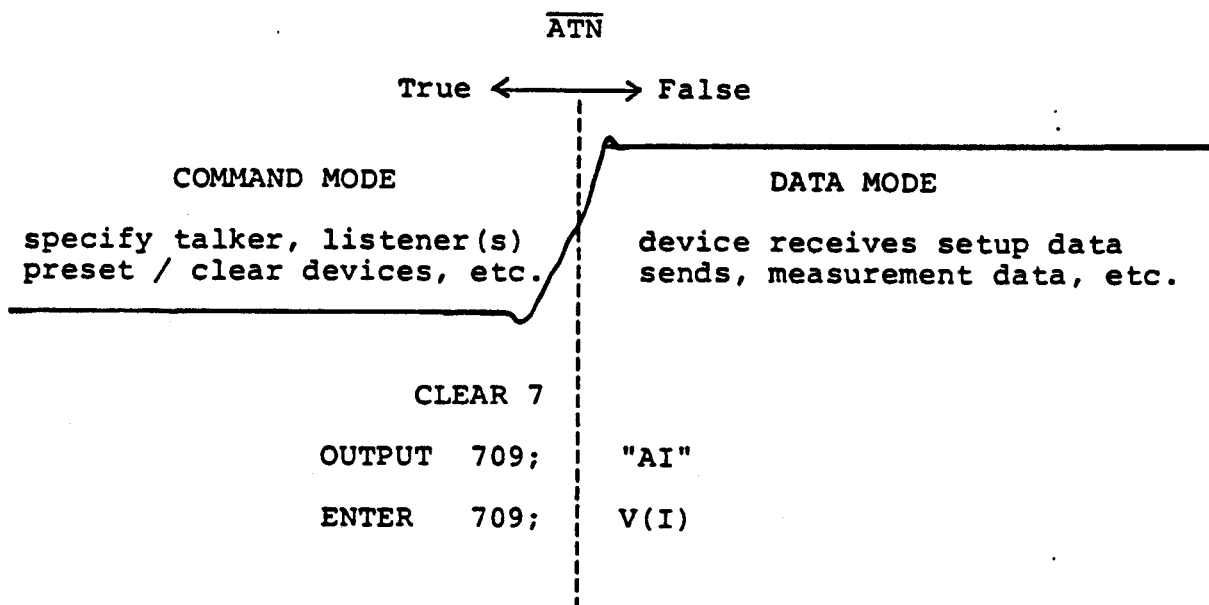 ATN
True False
COMMAND MODE
DATA MODE
specify talker, listener(s)
preset / clear devices, etc.
device receives setup data
sends, measurement data, etc.
CLEAR 7
OUTPUT 709; "AI"
ENTER 709; V(I)